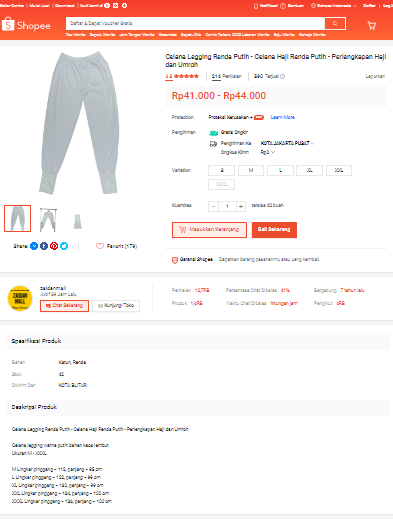 Seller Centre | Mulai Jual | Download | Ikuti kami di
Notifikasi Bantuan Bahasa Indonesia Daftar | Log
Shopee
Daftar & Dapat Voucher Gratis
Celana Legging Renda Putih - Celana Haji Renda Putih - Perlengkapan Haji
dan Umroh
4.8 214 Penilaian 590 Terjual Laporkan
Rp41.000 - Rp44.000
Protection Proteksi Kerusakan + Learn More
Pengiriman Gratis Ongkir
Pengiriman Ke KOTA JAKARTA PUSAT
Ongkos Kirim Rp0
Variation S M L XL XXL
XXXL
Kuantitas - 1 + tersisa 42 buah
Masukkan Keranjang Beli Sekarang
Share: Favorit (179)
Garansi Shopee Dapatkan barang pesananmu atau uang kembali.
ZAIDAN
MALL
zaidanmall
Aktif 39 Jam Lalu
Chat Sekarang Kunjungi Toko
Penilaian 12,7RB Persentase Chat Dibalas 41% Bergabung 7 tahun lalu
Produk 1,4RB Waktu Chat Dibalas hitungan jam Pengikut 4RB
Spesifikasi Produk
Bahan Katun, Renda
Stok 42
Dikirim Dari KOTA BLITAR
Deskripsi Produk
Celana Legging Renda Putih - Celana Haji Renda Putih - Perlengkapan Haji dan Umroh
Celana legging warna putih bahan kaos lembut
Ukuran M - XXXL
M Lingkar pinggang = 112, panjang = 95 cm
L Lingkar pinggang = 120, panjang = 99 cm
XL Lingkar pinggang = 130, panjang = 99 cm
XXL Lingkar pinggang = 134, panjang = 100 cm
XXXL Lingkar pinggang = 136, panjang = 100 cm